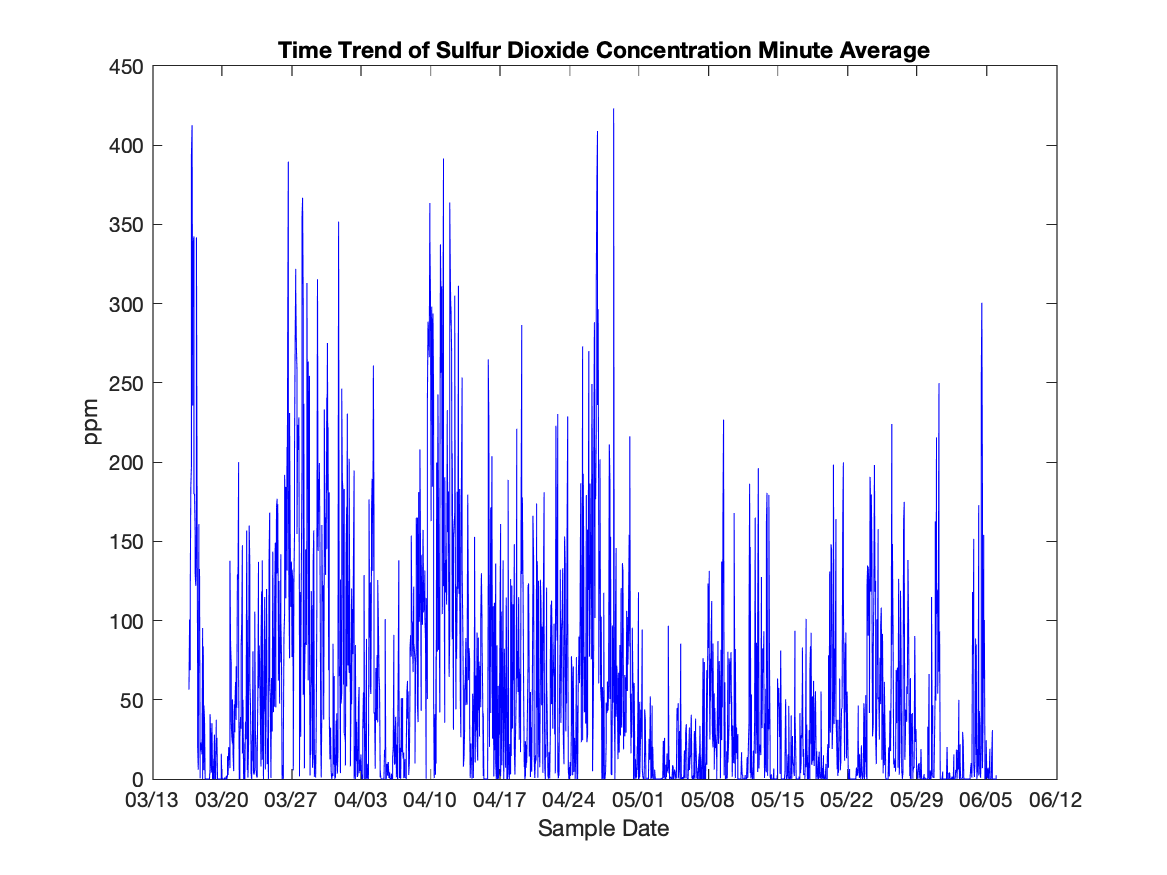 Time Trend of Sulfur Dioxide Concentration Minute Average
450
400
350
300
250
200
150
100
50
0
ppm
03/13 03/20 03/27 04/03 04/10 04/17 04/24 05/01 05/08 05/15 05/22 05/29 06/05 06/12
Sample Date